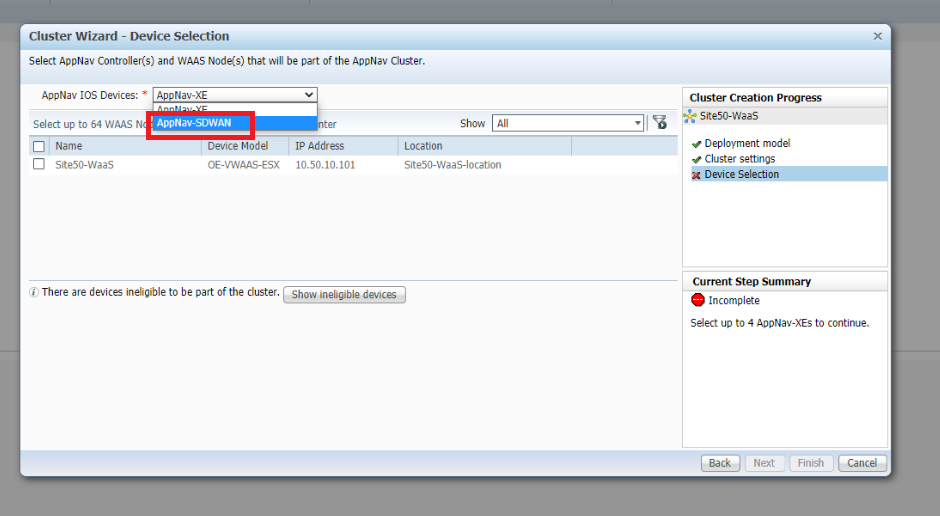 Cluster Wizard - Device Selection
Select AppNav Controller(s) and WAAS Node(s) that will be part of the AppNav Cluster.
AppNav IOS Devices: * AppNav-XE
AppNav-XE
AppNav-SDWAN
Select up to 64 WAAS
Show All
Name Device Model IP Address Location
Site50-WaaS OE-VWAAS-ESX 10.50.10.101 Site50-WaaS-location
There are devices ineligible to be part of the cluster. Show ineligible devices
Cluster Creation Progress
Site50-WaaS
Deployment model
Cluster settings
Device Selection
Current Step Summary
Incomplete
Select up to 4 AppNav-XEs to continue.
Back Next Finish Cancel